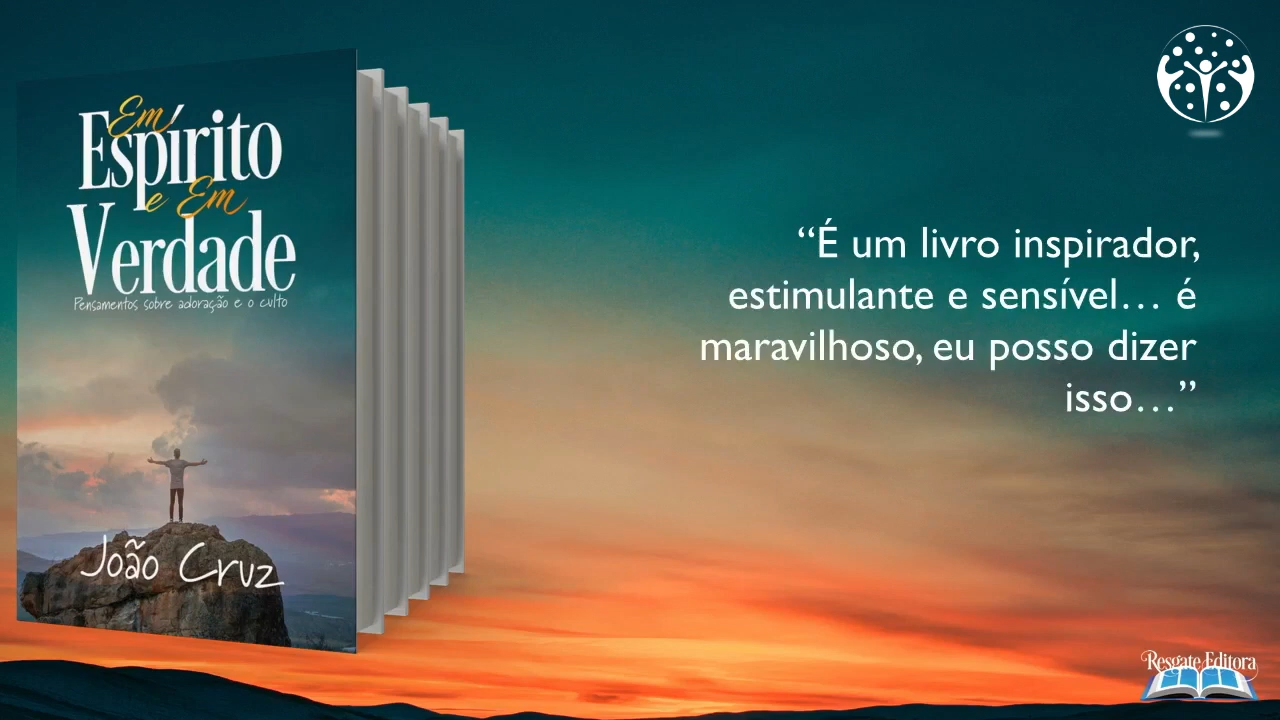 Em
Espírito
e Em
Verdade
Pensamentos sobre adoração e o culto
João Cruz
“É um livro inspirador,
estimulante e sensível… é
maravilhoso, eu posso dizer
isso…”
Resgate Editora